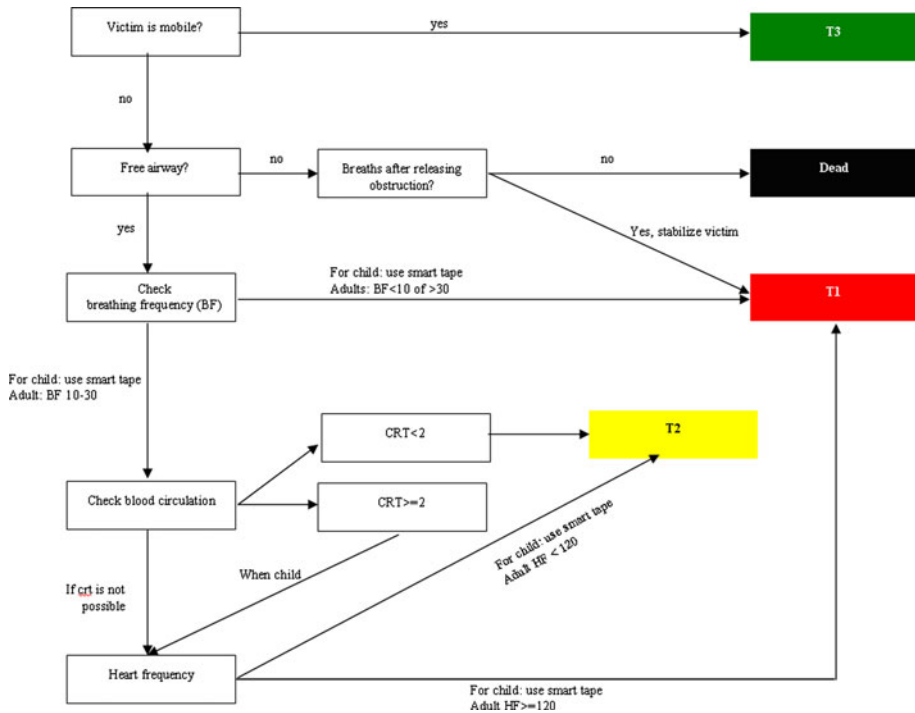 Victim is mobile?
yes
T3
no
Free airway?
no
Breaths after releasing
obstruction?
no
Dead
yes
Yes, stabilize victim
Check
breathing frequency (BF)
For child: use smart tape
Adults: BF<10 of >30
T1
For child: use smart tape
Adult: BF 10-30
CRT<2
T2
Check blood circulation
CRT>=2
For child: use smart tape
Adult HF < 120
When child
If crt is not
possible
Heart frequency
For child: use smart tape
Adult HF>=120